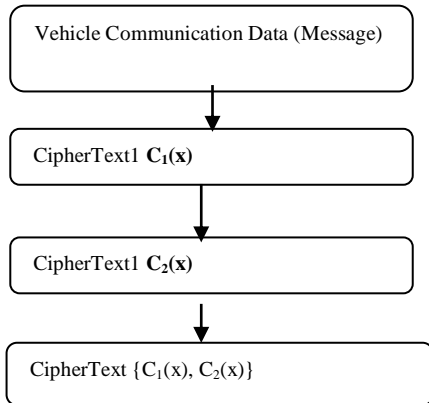 Vehicle Communication Data (Message)
CipherText1 C₁(x)
CipherText1 C₂(x)
CipherText {C₁(x), C₂(x)}